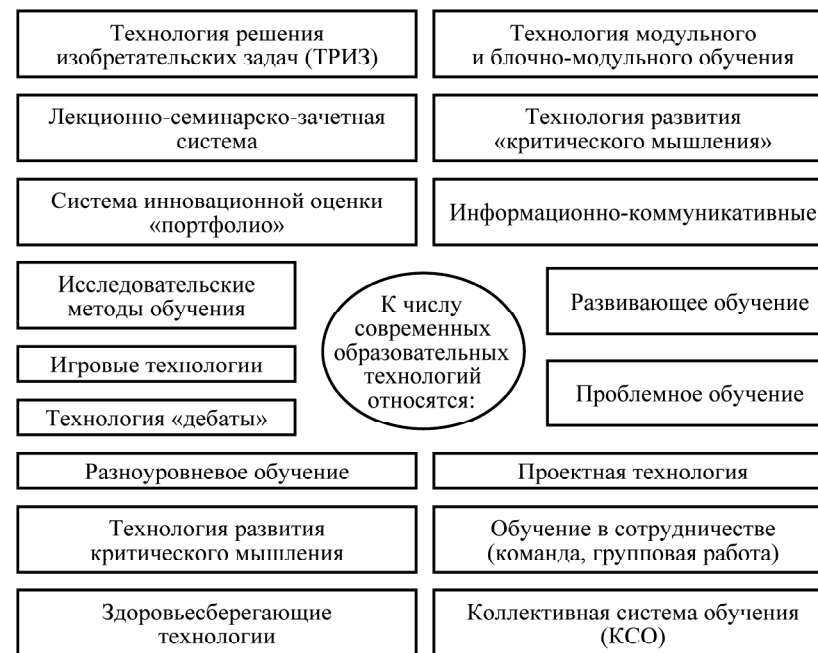 Технология решения
изобретательских задач (ТРИЗ)
Технология модульного
и блочно-модульного обучения
Лекционно-семинарско-зачетная
система
Технология развития
«критического мышления»
Система инновационной оценки
«портфолио»
Информационно-коммуникативные
Исследовательские
методы обучения
Игровые технологии
Технология «дебаты»
К числу
современных
образовательных
технологий
относятся:
Развивающее обучение
Проблемное обучение
Разноуровневое обучение
Проектная технология
Технология развития
критического мышления
Обучение в сотрудничестве
(команда, групповая работа)
Здоровьесберегающие
технологии
Коллективная система обучения
(КСО)